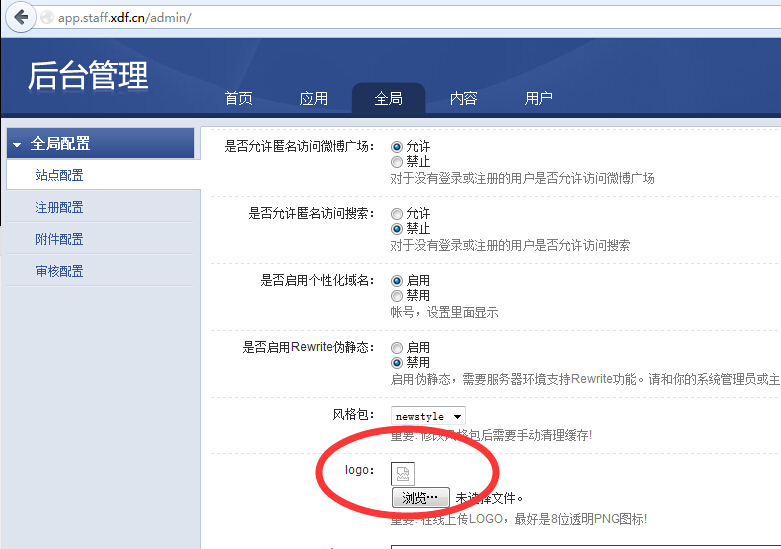 app.staff.xdf.cn/admin/
后台管理
首页 应用 全局 内容 用户
全局配置
站点配置
注册配置
附件配置
审核配置
是否允许匿名访问微博广场： 允许
禁止
对于没有登录或注册的用户是否允许访问微博广场
是否允许匿名访问搜索： 允许
禁止
对于没有登录或注册的用户是否允许访问搜索
是否启用个性化域名： 启用
禁用
帐号，设置里面显示
是否启用Rewrite伪静态： 启用
禁用
启用伪静态，需要服务器环境支持Rewrite功能。请和你的系统管理员或主
风格包： newstyle
重要: 修改风格包后需要手动清理缓存!
logo：
浏览… 未选择文件。
重要: 在线上传LOGO，最好是8位透明PNG图标!